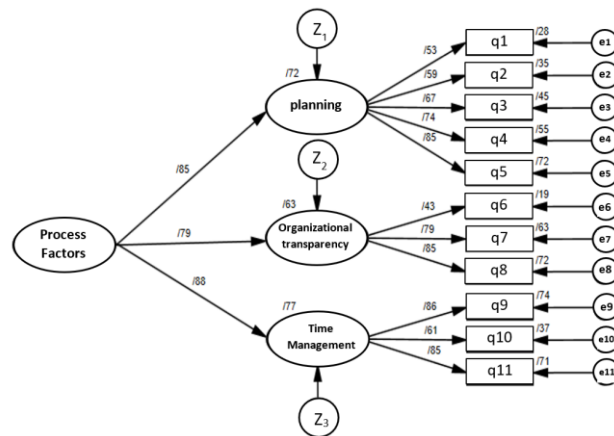 Z1
/72
planning
/85
Z2
/63
Organizational
transparency
/79
Process
Factors
/88
/77
Time
Management
Z3
/53
q1
/28
e1
/59
q2
/35
e2
/67
q3
/45
e3
/74
q4
/55
e4
/85
q5
/72
e5
/43
q6
/19
e6
/79
q7
/63
e7
/85
q8
/72
e8
/86
q9
/74
e9
/61
q10
/37
e10
/85
q11
/71
e11